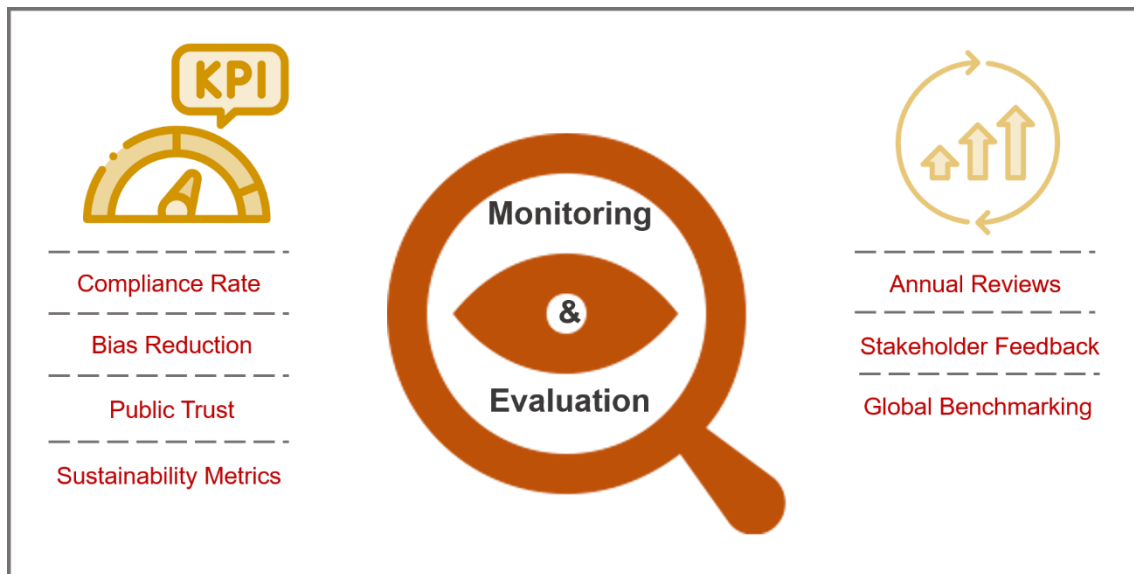 KPI
Compliance Rate
Bias Reduction
Public Trust
Sustainability Metrics
Monitoring
&
Evaluation
Annual Reviews
Stakeholder Feedback
Global Benchmarking